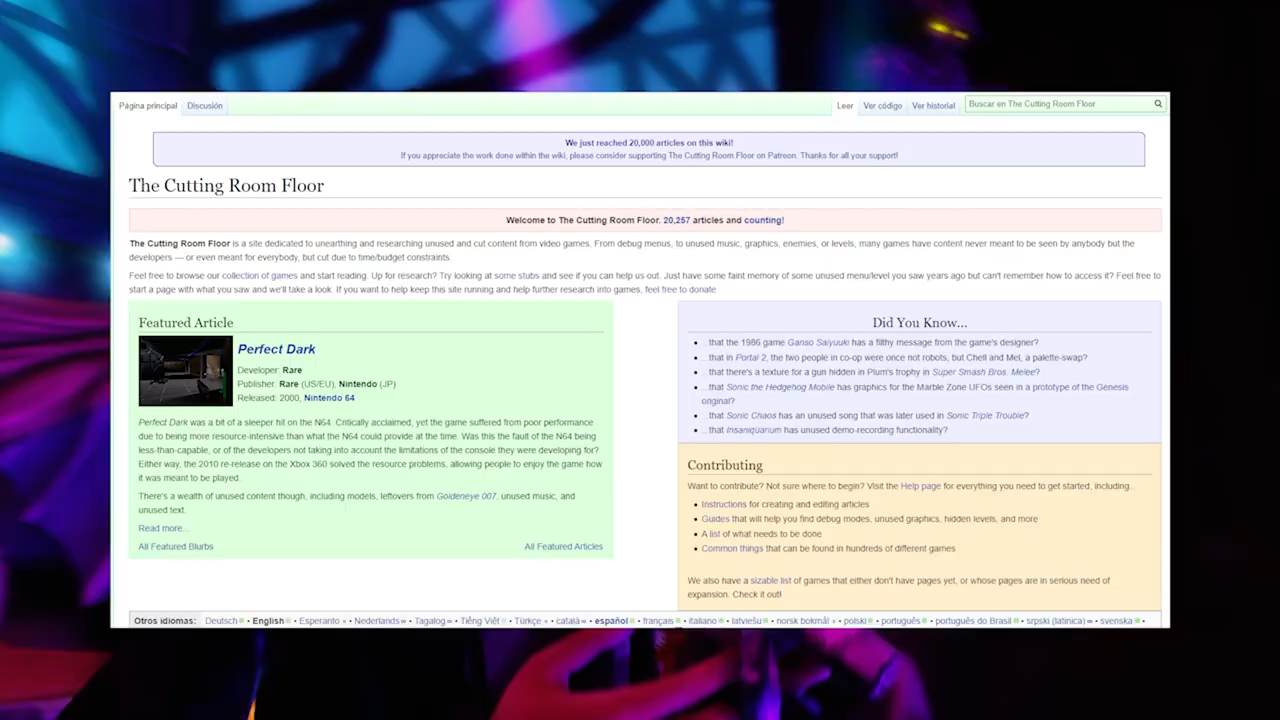 Página principal
Discusión
Leer
Ver código
Ver historial
Buscar en The Cutting Room Floor
We just reached 20,000 articles on this wiki!
If you appreciate the work done within the wiki, please consider supporting The Cutting Room Floor on Patreon. Thanks for all your support!
The Cutting Room Floor
Welcome to The Cutting Room Floor. 20,257 articles and counting!
The Cutting Room Floor is a site dedicated to unearthing and researching unused and cut content from video games. From debug menus, to unused music, graphics, enemies, or levels, many games have content never meant to be seen by anybody but the
developers — or even meant for everybody, but cut due to time/budget constraints.
Feel free to browse our collection of games and start reading. Up for research? Try looking at some stubs and see if you can help us out. Just have some faint memory of some unused menu/level you saw years ago but can't remember how to access it? Feel free to
start a page with what you saw and we'll take a look. If you want to help keep this site running and help further research into games, feel free to donate.
Featured Article
Perfect Dark
Developer: Rare
Publisher: Rare (US/EU), Nintendo (JP)
Released: 2000, Nintendo 64
Perfect Dark was a bit of a sleeper hit on the N64. Critically acclaimed, yet the game suffered from poor performance
due to being more resource-intensive than what the N64 could provide at the time. Was this the fault of the N64 being
less-than-capable, or of the developers not taking into account the limitations of the console they were developing for?
Either way, the 2010 re-release on the Xbox 360 solved the resource problems, allowing people to enjoy the game how
it was meant to be played.
There's a wealth of unused content though, including models, leftovers from Goldeneye 007, unused music, and
unused text.
Read more...
All Featured Blurbs
All Featured Articles
Did You Know...
...that the 1986 game Ganso Saiyuuki has a filthy message from the game's designer?
...that in Portal 2, the two people in co-op were once not robots, but Chell and Mel, a palette-swap?
...that there's a texture for a gun hidden in Plum's trophy in Super Smash Bros. Melee?
...that Sonic the Hedgehog Mobile has graphics for the Marble Zone UFOs seen in a prototype of the Genesis
original?
...that Sonic Chaos has an unused song that was later used in Sonic Triple Trouble?
...that Insaniquarium has unused demo-recording functionality?
Contributing
Want to contribute? Not sure where to begin? Visit the Help page for everything you need to get started, including...
Instructions for creating and editing articles
Guides that will help you find debug modes, unused graphics, hidden levels, and more
A list of what needs to be done
Common things that can be found in hundreds of different games
We also have a sizable list of games that either don't have pages yet, or whose pages are in serious need of
expansion. Check it out!
Otros idiomas: Deutsch • English • Esperanto • Nederlands • Tagalog • Tiếng Việt • Türkçe • català • español • français • italiano • latviešu • norsk bokmål • polski • português • português do Brasil • srpski (latinica) • svenska •